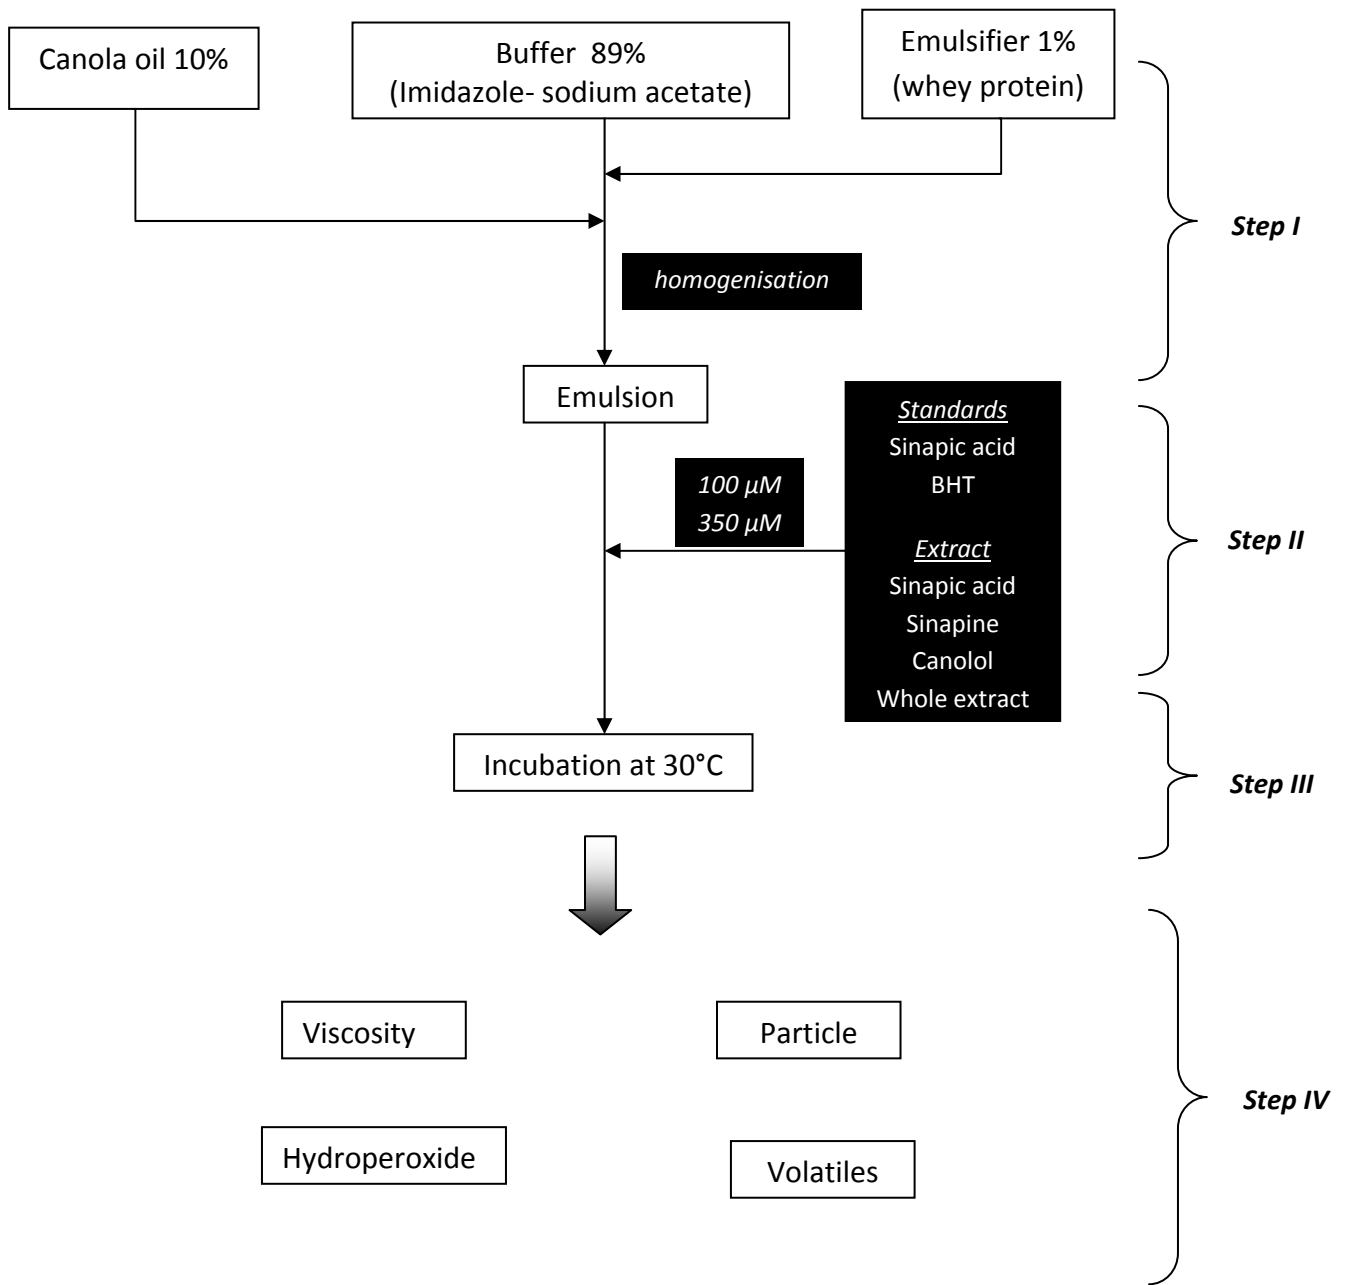 Canola oil 10%
Buffer 89%
(Imidazole- sodium acetate)
Emulsifier 1%
(whey protein)
Step I
homogenisation
Emulsion
Standards
Sinapic acid
BHT
100 µM
350 µM
Extract
Sinapic acid
Sinapine
Canolol
Whole extract
Step II
Incubation at 30°C
Step III
Viscosity
Particle
Hydroperoxide
Volatiles
Step IV